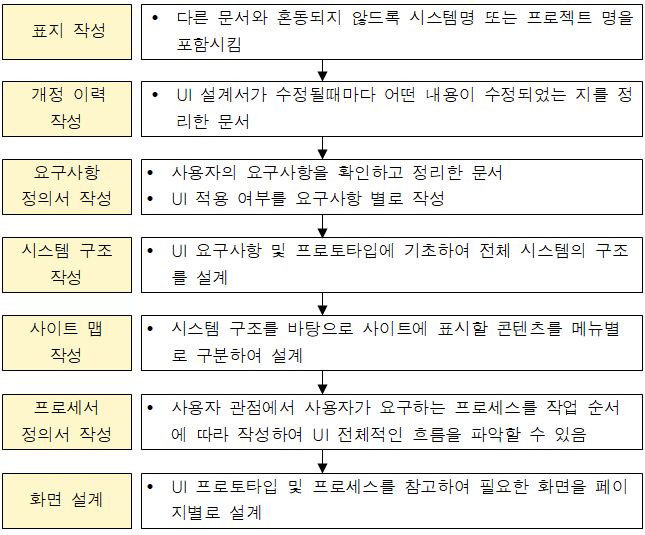 표지 작성
• 다른 문서와 혼동되지 않드록 시스템명 또는 프로젝트 명을
포함시킴
개정 이력
작성
• UI 설계서가 수정될때마다 어떤 내용이 수정되었는 지를 정
리한 문서
요구사항
정의서 작성
• 사용자의 요구사항을 확인하고 정리한 문서
• UI 적용 여부를 요구사항 별로 작성
시스템 구조
작성
• UI 요구사항 및 프로토타입에 기초하여 전체 시스템의 구조
를 설계
사이트 맵
작성
• 시스템 구조를 바탕으로 사이트에 표시할 콘텐츠를 메뉴별
로 구분하여 설계
프로세서
정의서 작성
• 사용자 관점에서 사용자가 요구하는 프로세스를 작업 순서
에 따라 작성하여 UI 전체적인 흐름을 파악할 수 있음
화면 설계
• UI 프로토타입 및 프로세스를 참고하여 필요한 화면을 페이
지별로 설계